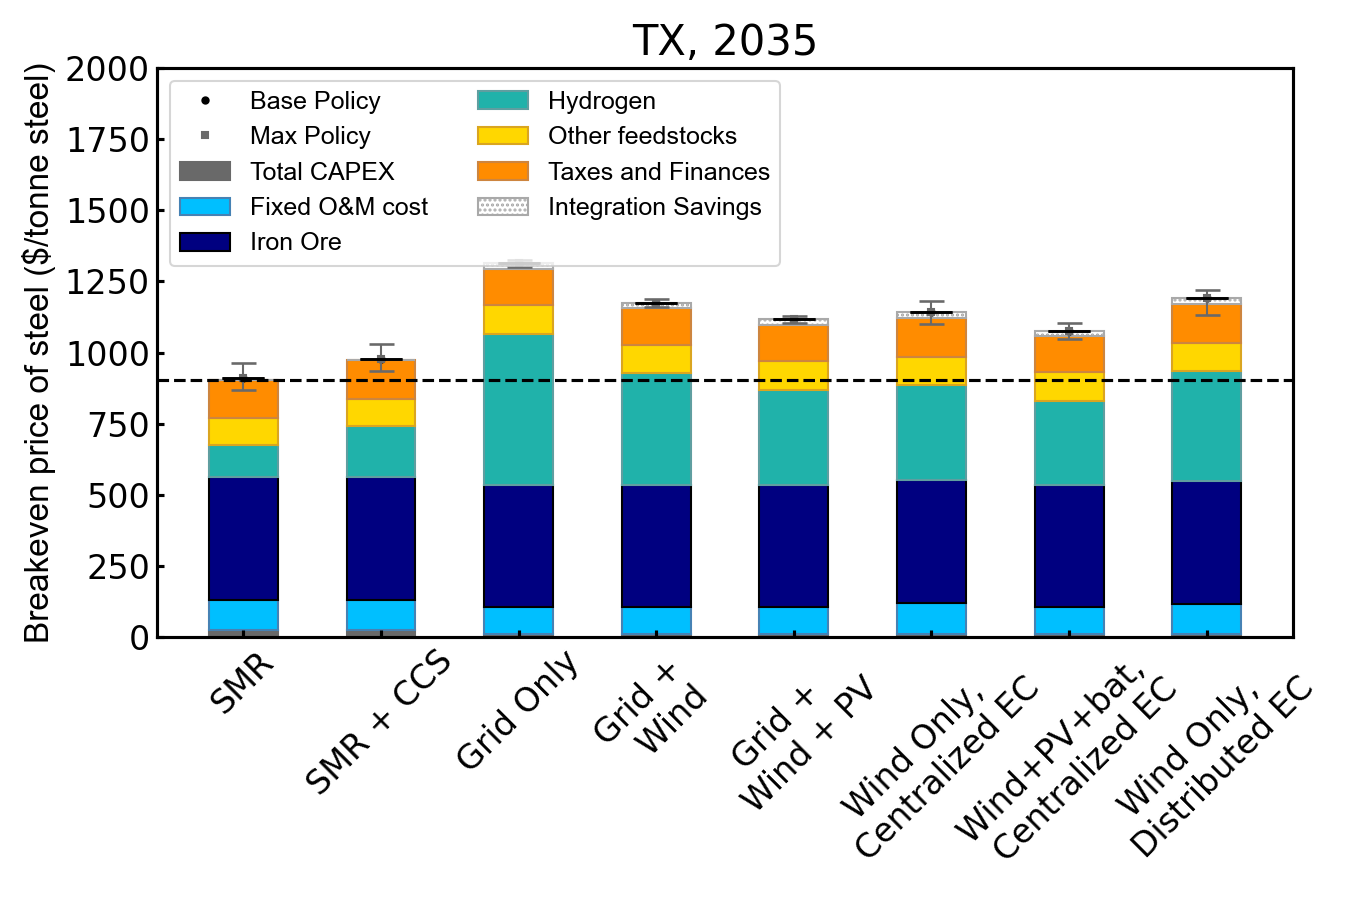 TX, 2035
Breakeven price of steel ($/tonne steel)
2000
1750
1500
1250
1000
750
500
250
0
Base Policy
Max Policy
Total CAPEX
Fixed O&M cost
Iron Ore
Hydrogen
Other feedstocks
Taxes and Finances
Integration Savings
SMR
SMR + CCS
Grid Only
Grid +
Wind
Grid +
Wind + PV
Wind Only,
Centralized EC
Wind+PV+bat,
Centralized EC
Wind Only,
Distributed EC